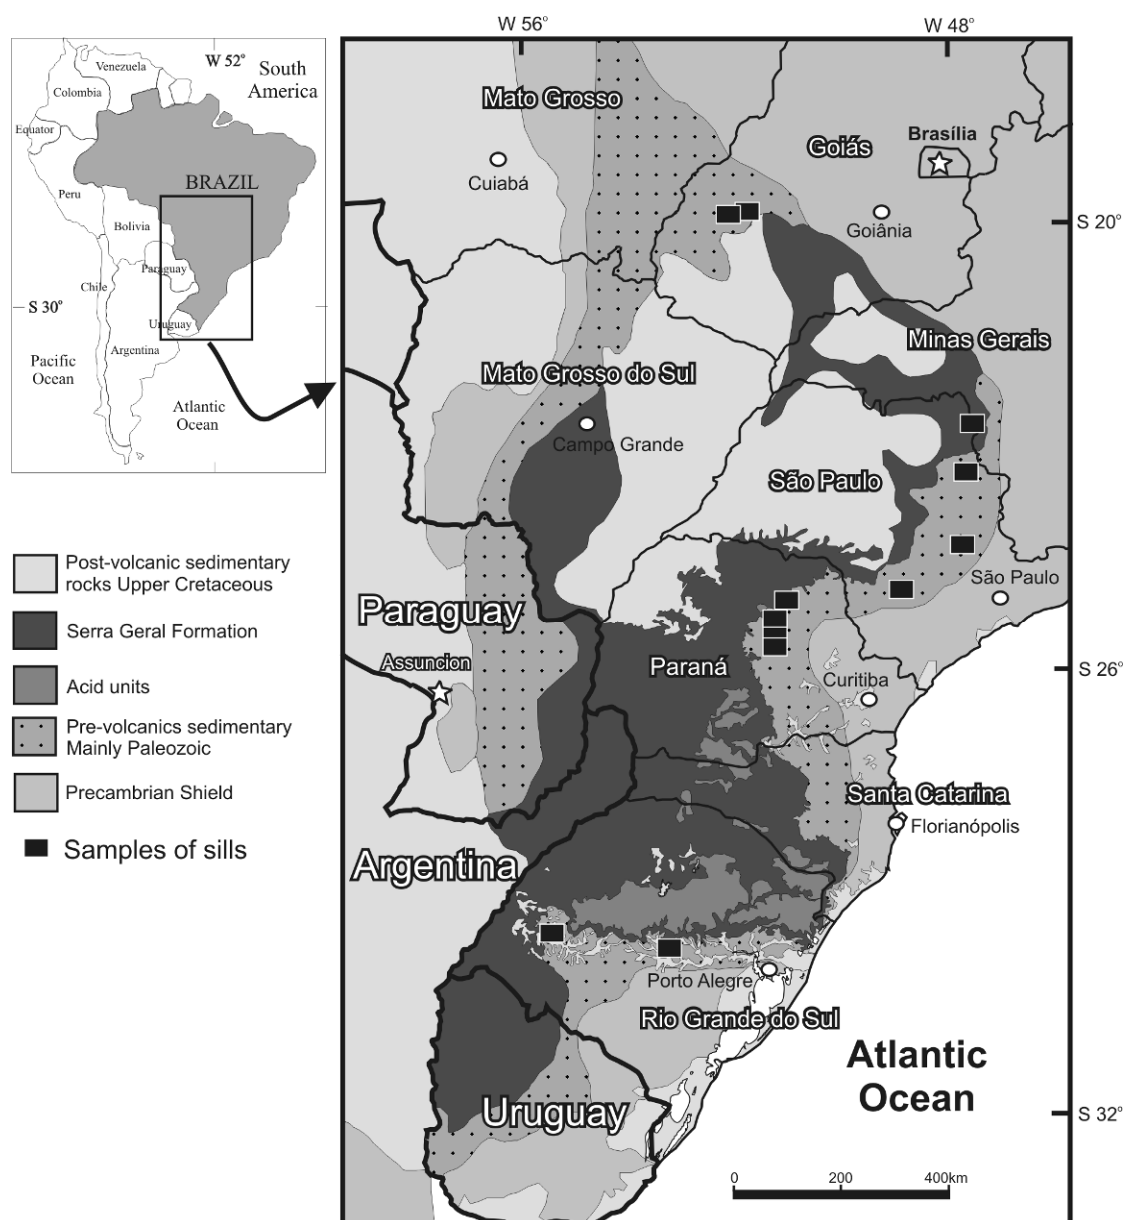 W 56°
W 48°
W 52°
South
America
Venezuela
Colombia
Equator
Peru
BRAZIL
Bolivia
Paraguay
Chile
S 30°
Uruguay
Argentina
Pacific
Ocean
Atlantic
Ocean
Mato Grosso
Cuiabá
Goiás
Brasília
Goiânia
S 20°
Minas Gerais
Mato Grosso do Sul
Campo Grande
São Paulo
São Paulo
Post-volcanic sedimentary
rocks Upper Cretaceous
Serra Geral Formation
Acid units
Pre-volcanics sedimentary
Mainly Paleozoic
Precambrian Shield
Samples of sills
Paraguay
Assuncion
Paraná
Curitiba
S 26°
Santa Catarina
Florianópolis
Argentina
Porto Alegre
Rio Grande do Sul
Atlantic
Ocean
Uruguay
S 32°
0 200 400km